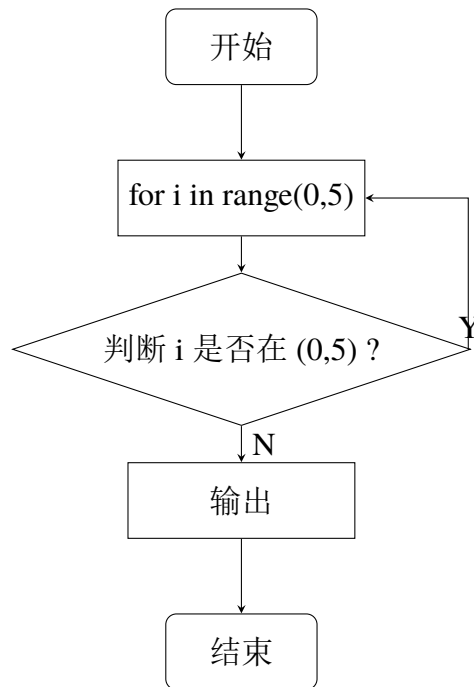 开始
for i in range(0,5)
判断 i 是否在 (0,5) ?
Y
N
输出
结束